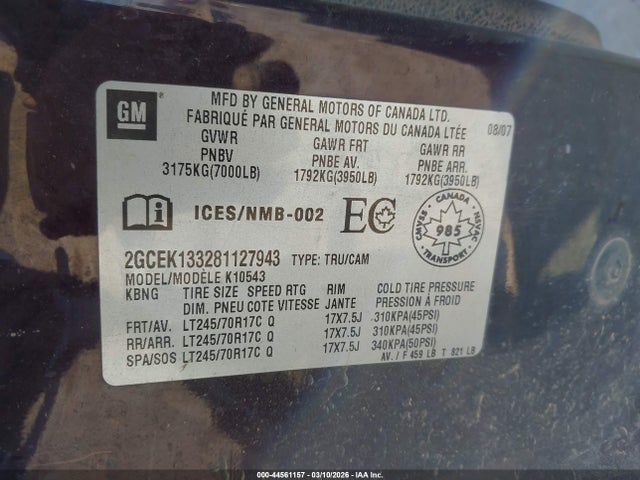 GM
MFD BY GENERAL MOTORS OF CANADA LTD.
FABRIQUÉ PAR GENERAL MOTORS DU CANADA LTÉE
08/07
GVWR GAWR FRT GAWR RR
PNBV PNBE AV. PNBE ARR.
3175KG(7000LB) 1792KG(3950LB) 1792KG(3950LB)
ICES/NMB-002 EC
CANADA
CMVSS 985 NSVAC
TRANSPORT
2GCEK133281127943 TYPE: TRU/CAM
MODEL/MODÈLE K10543
KBNG TIRE SIZE SPEED RTG RIM COLD TIRE PRESSURE
DIM. PNEU COTE VITESSE JANTE PRESSION À FROID
FRT/AV. LT245/70R17C Q 17X7.5J 310KPA(45PSI)
RR/ARR. LT245/70R17C Q 17X7.5J 310KPA(45PSI)
SPA/SOS LT245/70R17C Q 17X7.5J 340KPA(50PSI)
AV. / F 459 LB T 821 LB
000-44561157 | 03/10/2026 | IAA Inc.